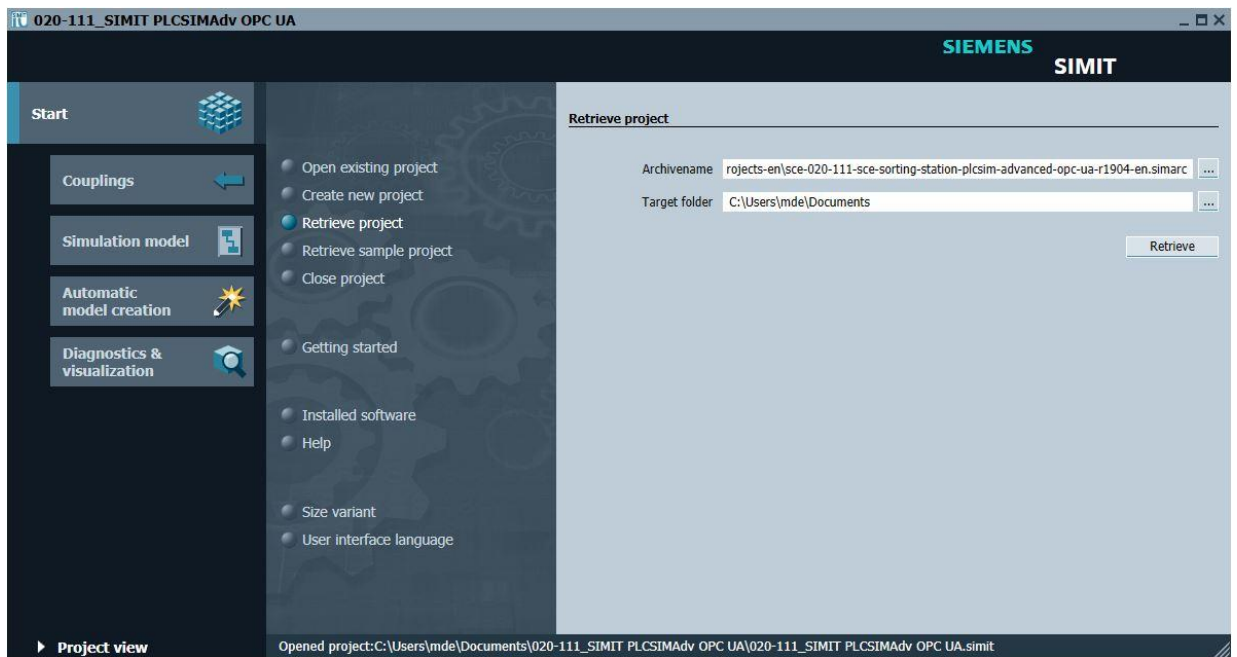 020-111_SIMIT PLCSIMAdv OPC UA
SIEMENS
SIMIT
Start
Couplings
Simulation model
Automatic
model creation
Diagnostics &
visualization
Project view
Open existing project
Create new project
Retrieve project
Retrieve sample project
Close project
Getting started
Installed software
Help
Size variant
User interface language
Retrieve project
Archivename rojects-en\sce-020-111-sce-sorting-station-plcsim-advanced-opc-ua-r1904-en.simarc ...
Target folder C:\Users\mde\Documents ...
Retrieve
Opened project:C:\Users\mde\Documents\020-111_SIMIT PLCSIMAdv OPC UA\020-111_SIMIT PLCSIMAdv OPC UA.simit